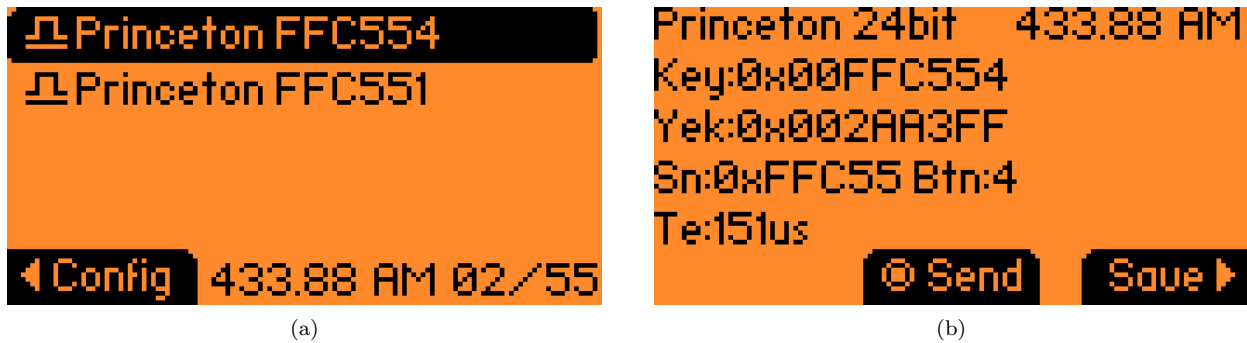 Princeton FFC554
Princeton FFC551
Config 433.88 AM 02/55
(a)
Princeton 24bit 433.88 AM
Key:0x00FFC554
Yek:0x002AA3FF
Sn:0xFFC55 Btn:4
Te:151us
Send Save
(b)